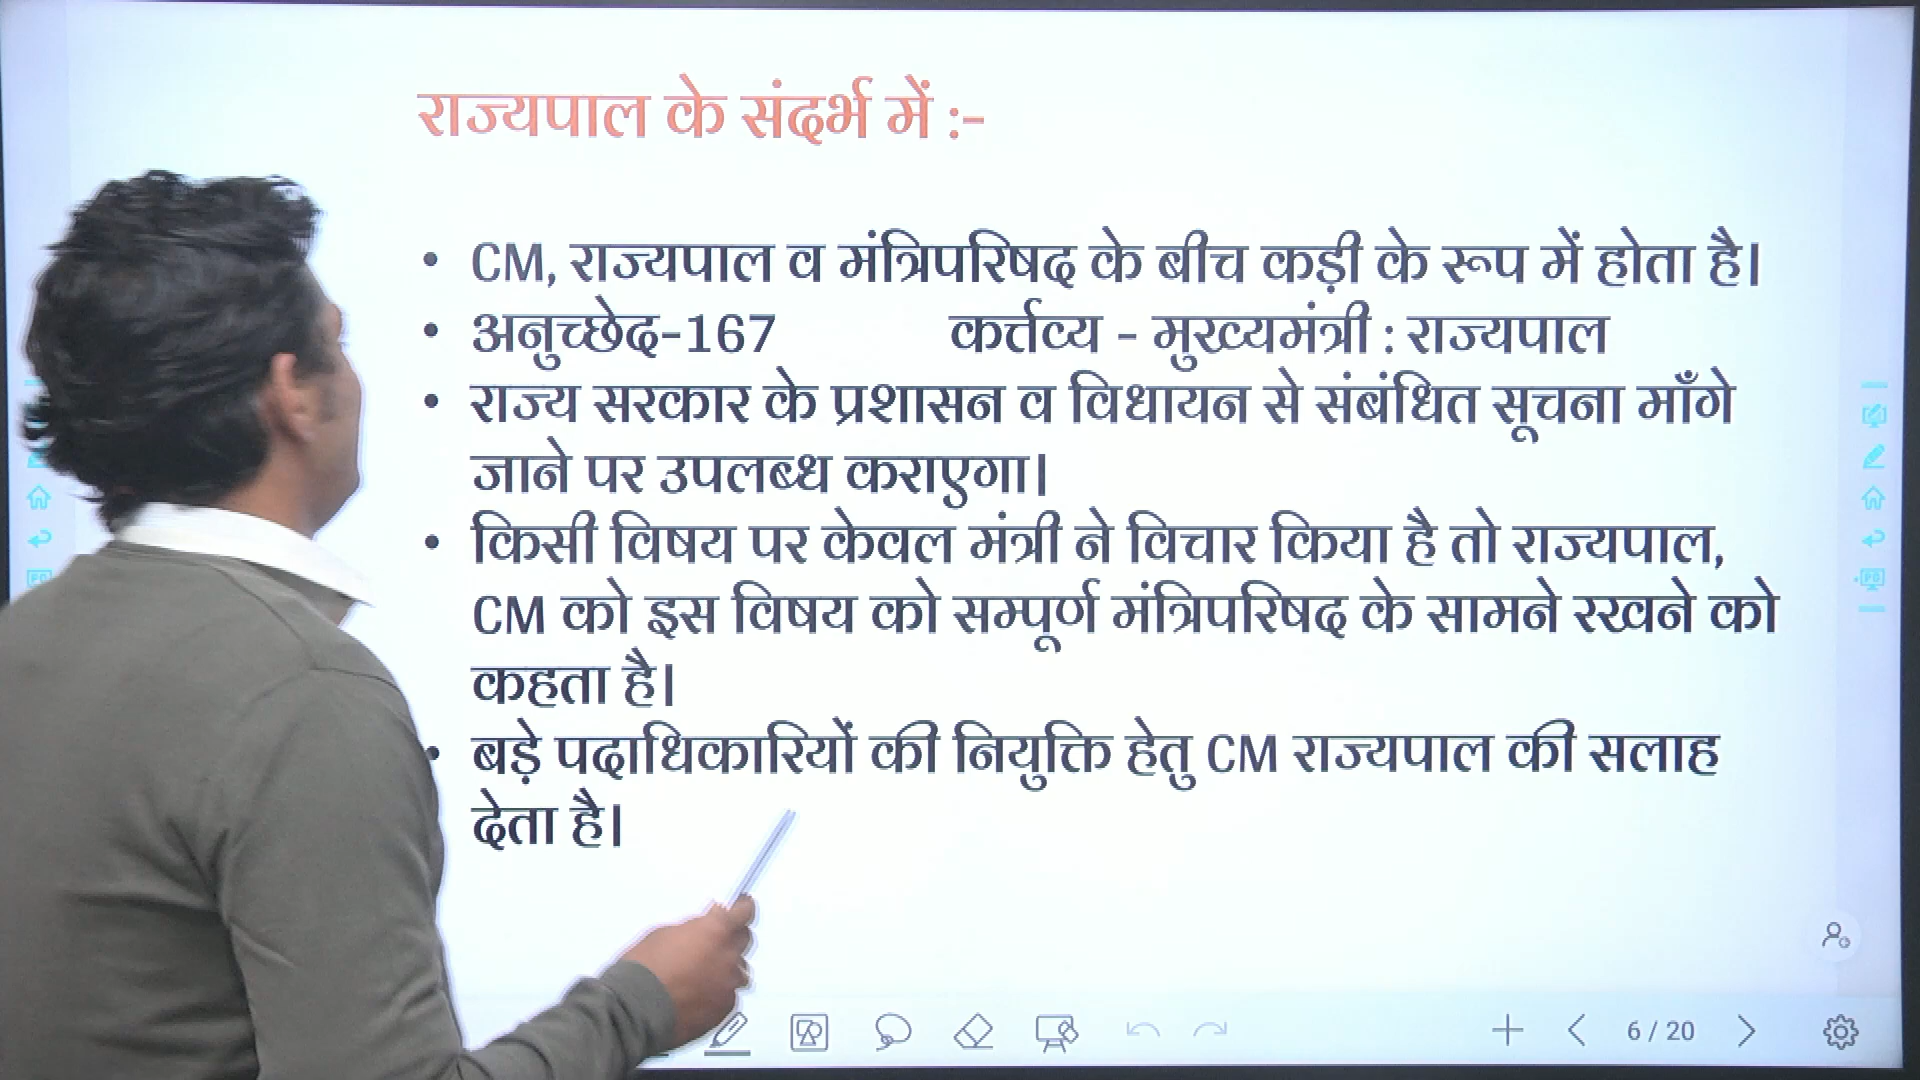 राज्यपाल के संदर्भ में :-
• CM, राज्यपाल व मंत्रिपरिषद के बीच कड़ी के रूप में होता है।
• अनुच्छेद-167 कर्त्तव्य - मुख्यमंत्री : राज्यपाल
• राज्य सरकार के प्रशासन व विधायन से संबंधित सूचना माँगे
जाने पर उपलब्ध कराएगा।
• किसी विषय पर केवल मंत्री ने विचार किया है तो राज्यपाल,
CM को इस विषय को सम्पूर्ण मंत्रिपरिषद के सामने रखने को
कहता है।
• बड़े पदाधिकारियों की नियुक्ति हेतु CM राज्यपाल की सलाह
देता है।
6 / 20